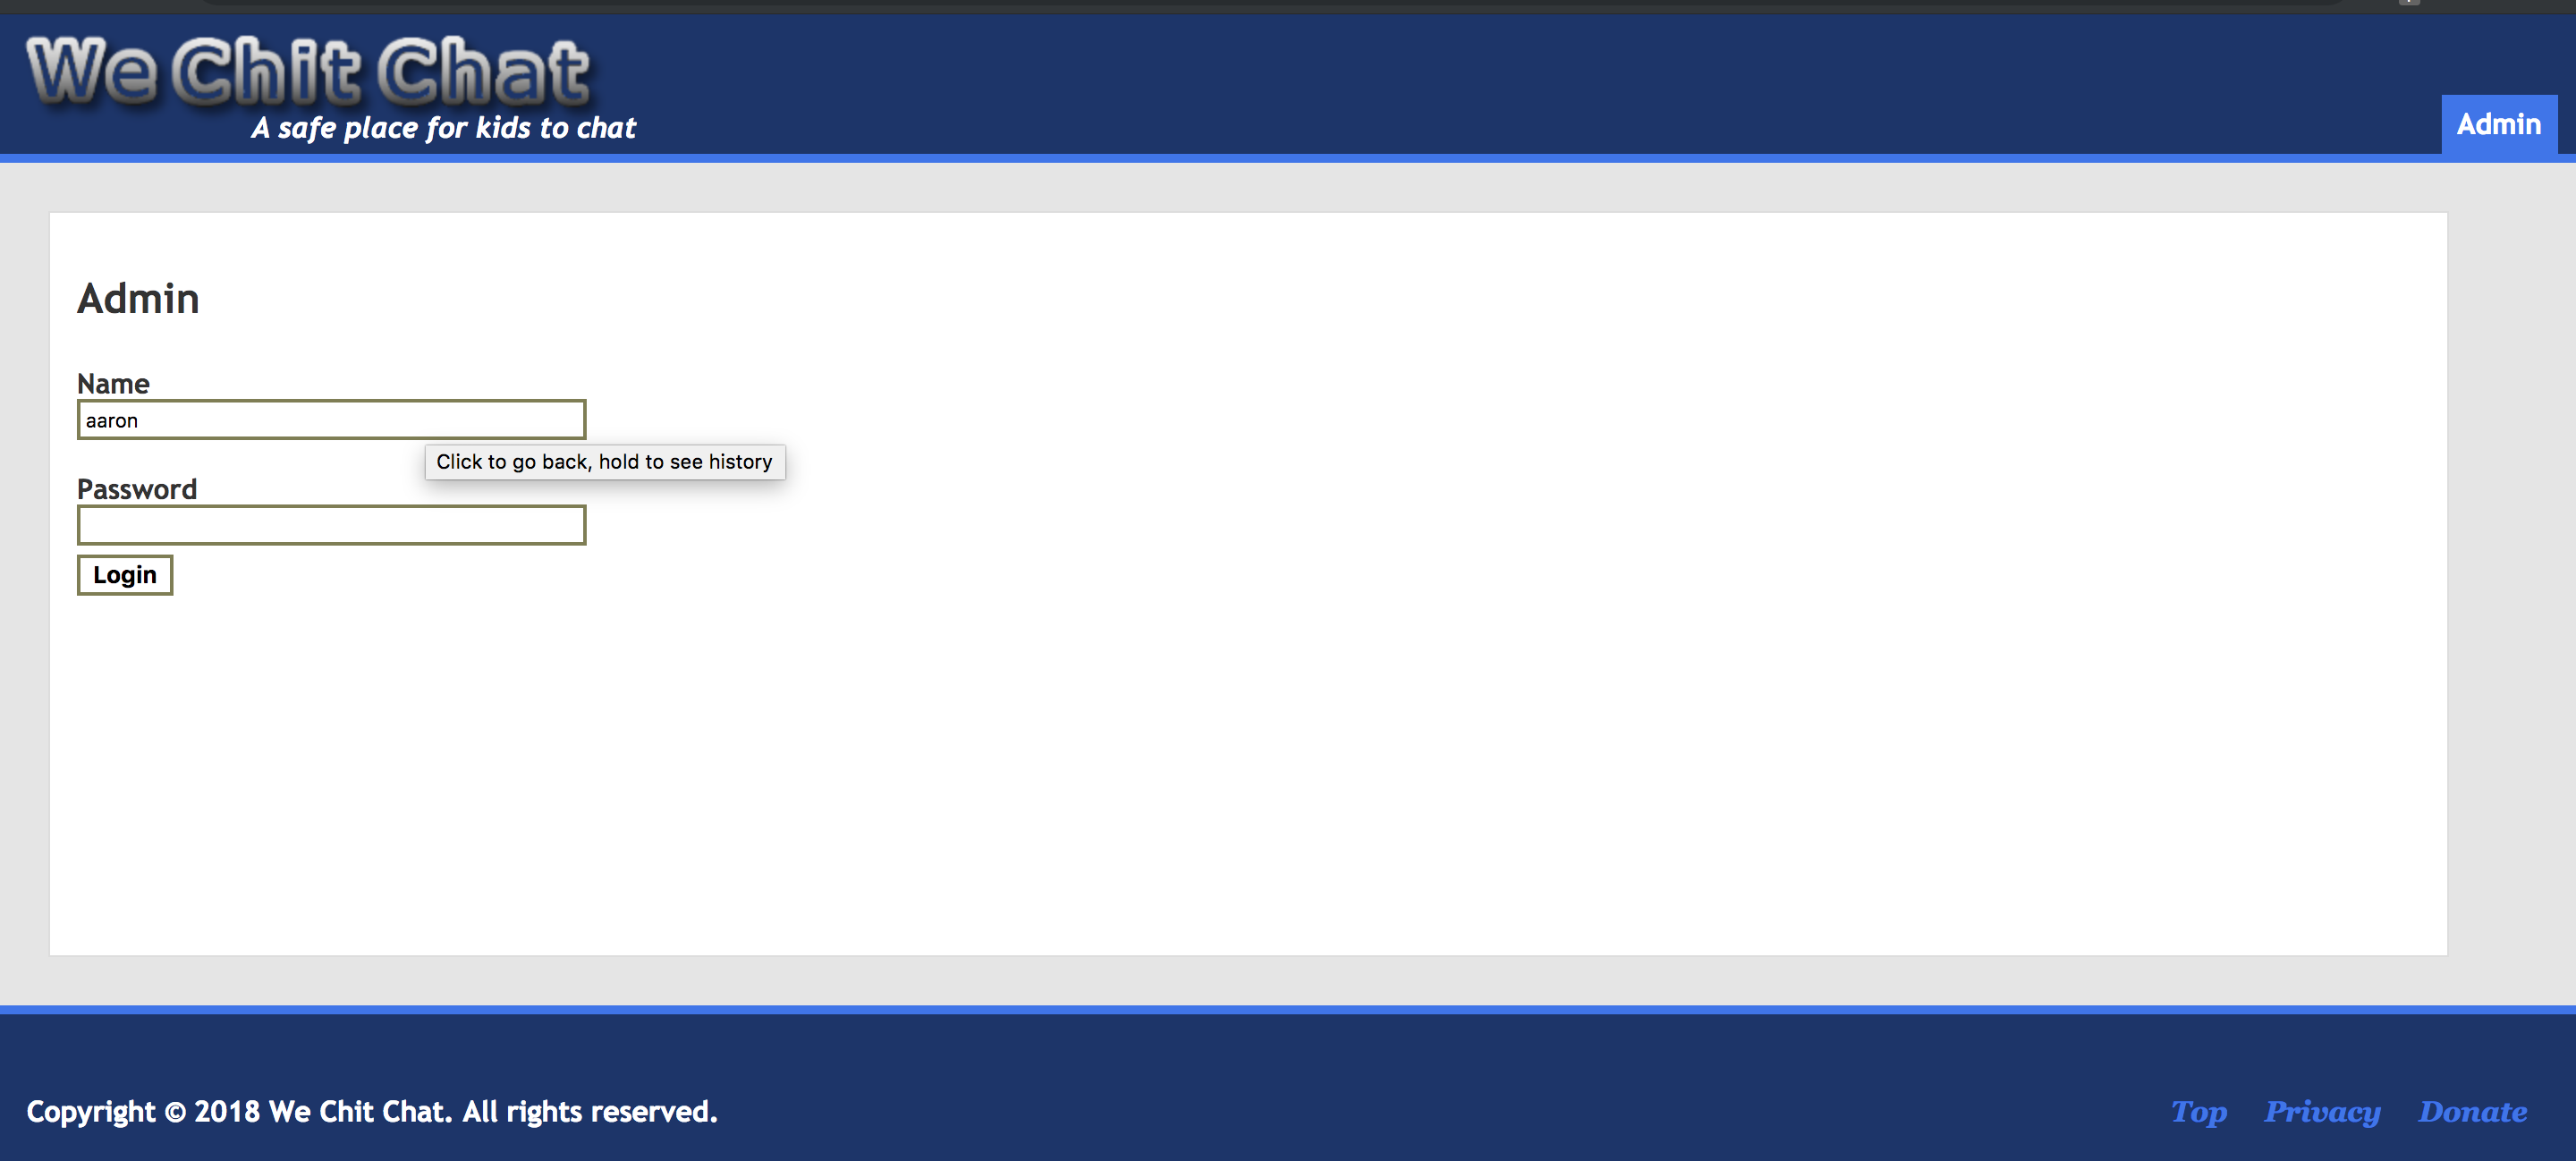 We Chit Chat
A safe place for kids to chat
Admin
Admin
Name
aaron
Click to go back, hold to see history
Password
Login
Copyright © 2018 We Chit Chat. All rights reserved.
Top Privacy Donate